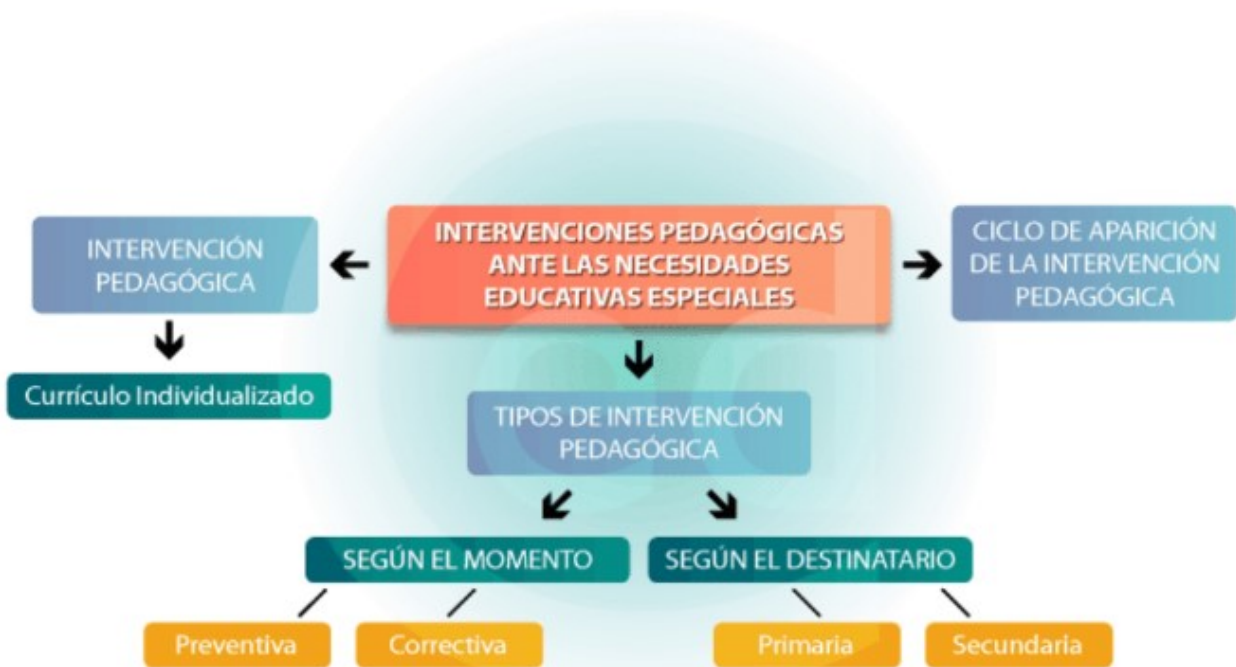 INTERVENCIONES PEDAGÓGICAS
ANTE LAS NECESIDADES
EDUCATIVAS ESPECIALES
INTERVENCIÓN
PEDAGÓGICA
Currículo Individualizado
TIPOS DE INTERVENCIÓN
PEDAGÓGICA
SEGÚN EL MOMENTO
Preventiva
Correctiva
SEGÚN EL DESTINATARIO
Primaria
Secundaria
CICLO DE APARICIÓN
DE LA INTERVENCIÓN
PEDAGÓGICA